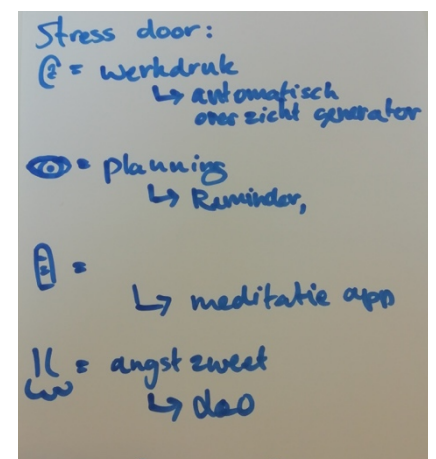 Stress door:
= werkdruk
↳ automatisch
overzicht generator
= planning
↳ Reminder,
=
↳ meditatie app
= angstzweet
↳ deo